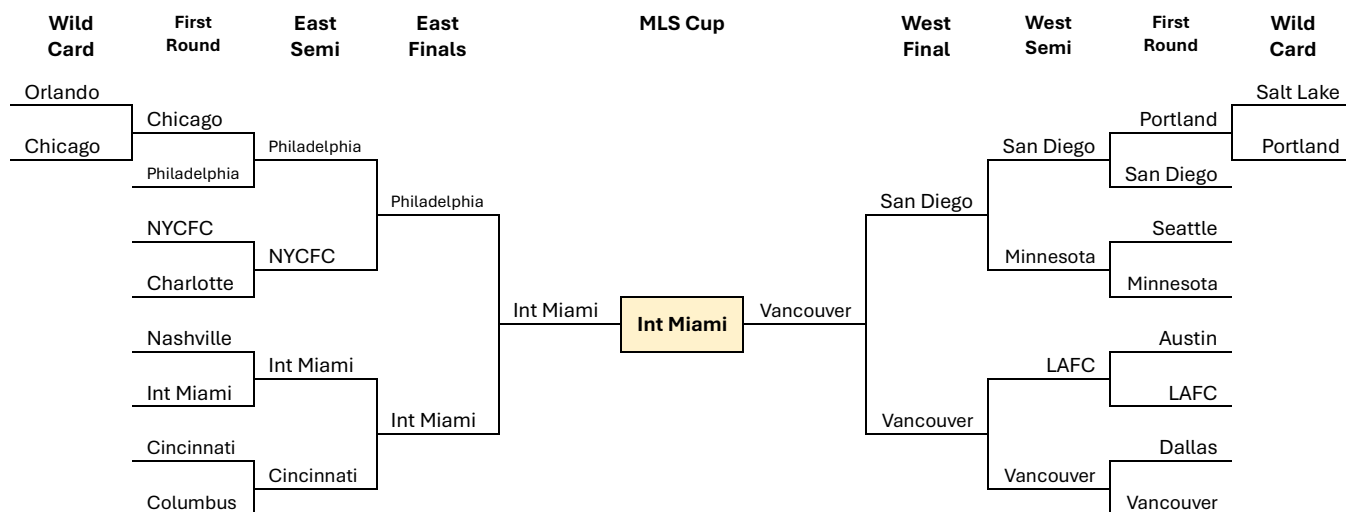 Wild Card
First Round
East Semi
East Finals
MLS Cup
West Final
West Semi
First Round
Wild Card
Orlando
Salt Lake
Chicago
Portland
Chicago
Philadelphia
San Diego
Portland
Philadelphia
San Diego
Philadelphia
San Diego
NYCFC
Seattle
NYCFC
Minnesota
Charlotte
Minnesota
Int Miami
Int Miami
Vancouver
Nashville
Austin
Int Miami
LAFC
Int Miami
LAFC
Int Miami
Vancouver
Cincinnati
Dallas
Cincinnati
Vancouver
Columbus
Vancouver